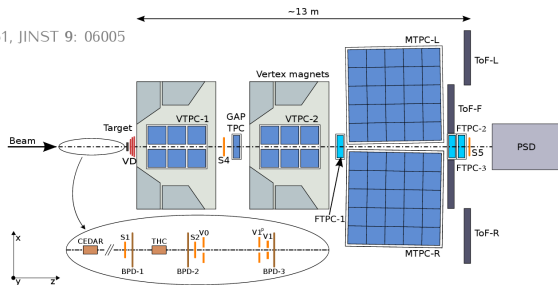 51, JINST 9: 06005
~13 m
MTPC-L
ToF-L
Vertex magnets
GAP
TPC
VTPC-1
VTPC-2
ToF-F
Target
FTPC-2
Beam
VD
S4
S5
PSD
FTPC-3
FTPC-1
CEDAR
S1
THC
S2
V0
V1
V1
BPD-1
BPD-2
BPD-3
MTPC-R
ToF-R
x
y
z